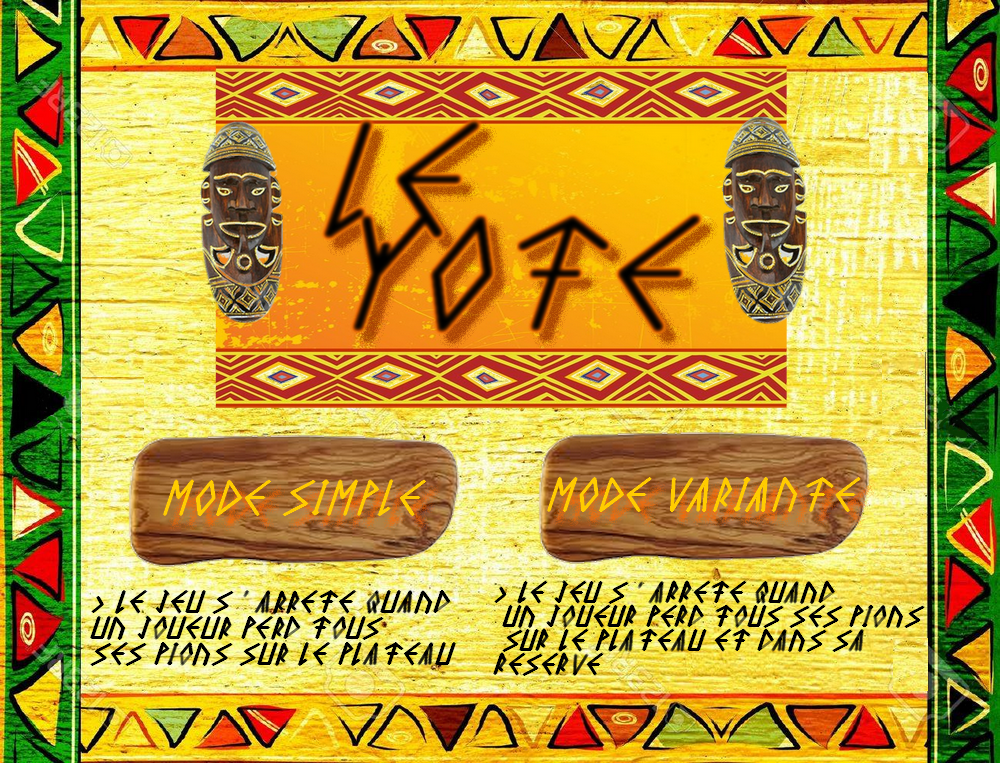 LE
YOTE
MODE SIMPLE
MODE VARIANTE
> LE JEU S ' ARRETE QUAND
UN JOUEUR PERD TOUS
SES PIONS SUR LE PLATEAU
> LE JEU S ' ARRETE QUAND
UN JOUEUR PERD TOUS SES PIONS
SUR LE PLATEAU ET DANS SA
RESERVE